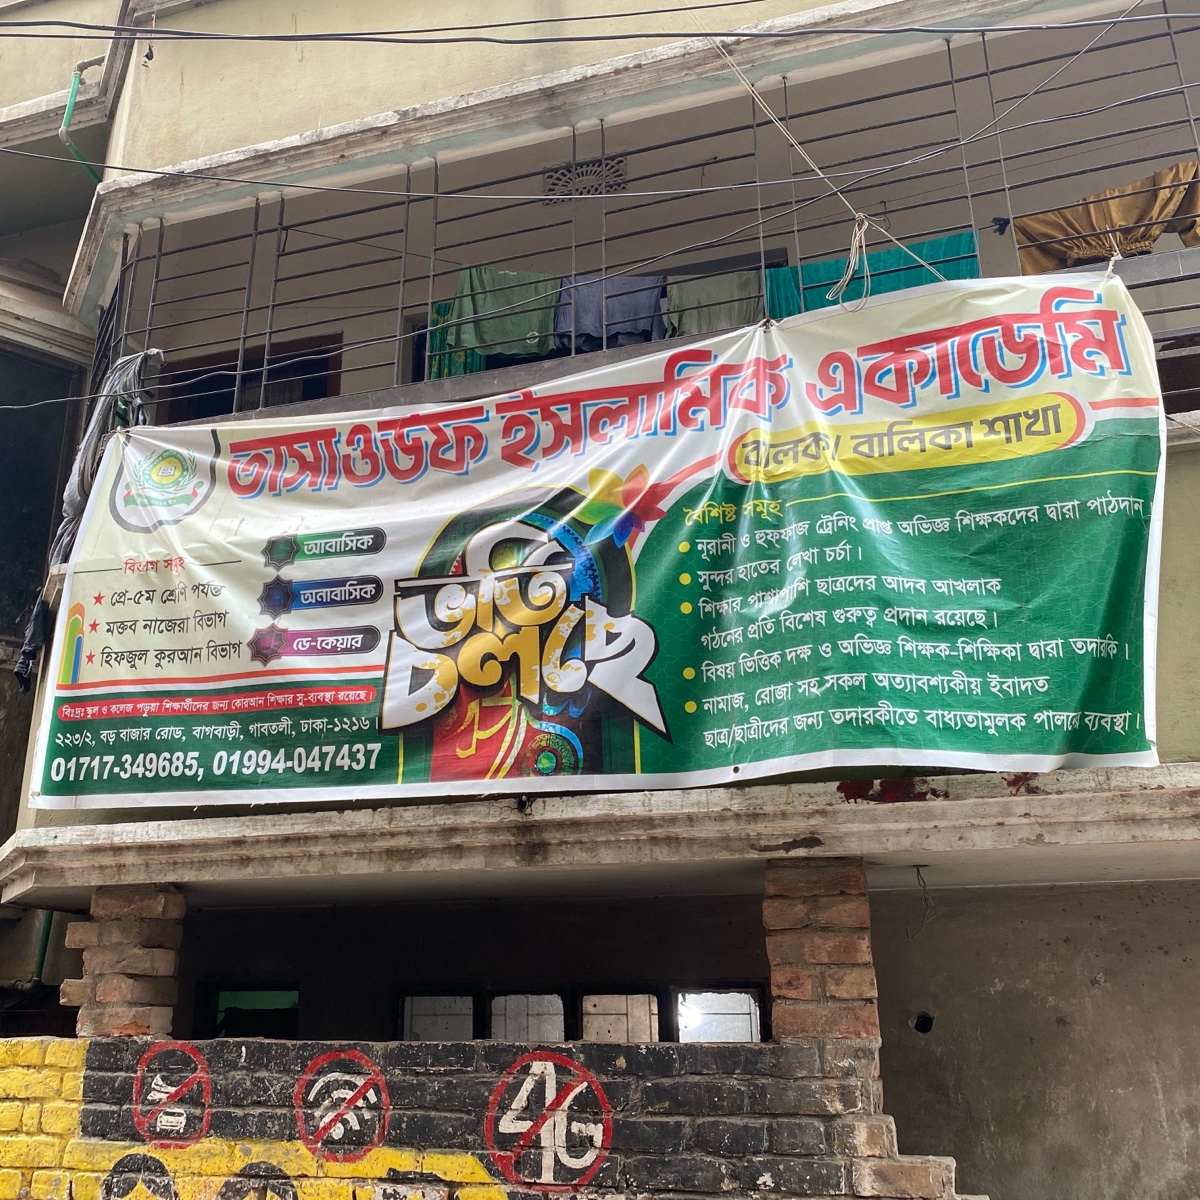 তাসাওউফ ইসলামিক একাডেমি
বালক/ বালিকা শাখা
বিভাগ সমূহ
★ প্রে-৫ম শ্রেণি পর্যন্ত
★ মক্তব নাজেরা বিভাগ
★ হিফজুল কুরআন বিভাগ
আবাসিক
অনাবাসিক
ডে-কেয়ার
বিঃদ্রঃ স্কুল ও কলেজ পড়ুয়া শিক্ষার্থীদের জন্য কোরআন শিক্ষার সু-ব্যবস্থা রয়েছে।
২২৩/২, বড় বাজার রোড, বাগবাড়ী, গাবতলী, ঢাকা-১২১৬।
01717-349685, 01994-047437
ভর্তি
চলছে
বৈশিষ্ট সমূহ
নূরানী ও হুফফাজ ট্রেনিং প্রাপ্ত অভিজ্ঞ শিক্ষকদের দ্বারা পাঠদান
সুন্দর হাতের লেখা চর্চা।
শিক্ষার পাশাপাশি ছাত্রদের আদব আখলাক
গঠনের প্রতি বিশেষ গুরুত্ব প্রদান রয়েছে।
বিষয় ভিত্তিক দক্ষ ও অভিজ্ঞ শিক্ষক-শিক্ষিকা দ্বারা তদারকি।
নামাজ, রোজা সহ সকল অত্যাবশ্যকীয় ইবাদত
ছাত্র/ছাত্রীদের জন্য তদারকীতে বাধ্যতামুলক পালনে ব্যবস্থা।
4G